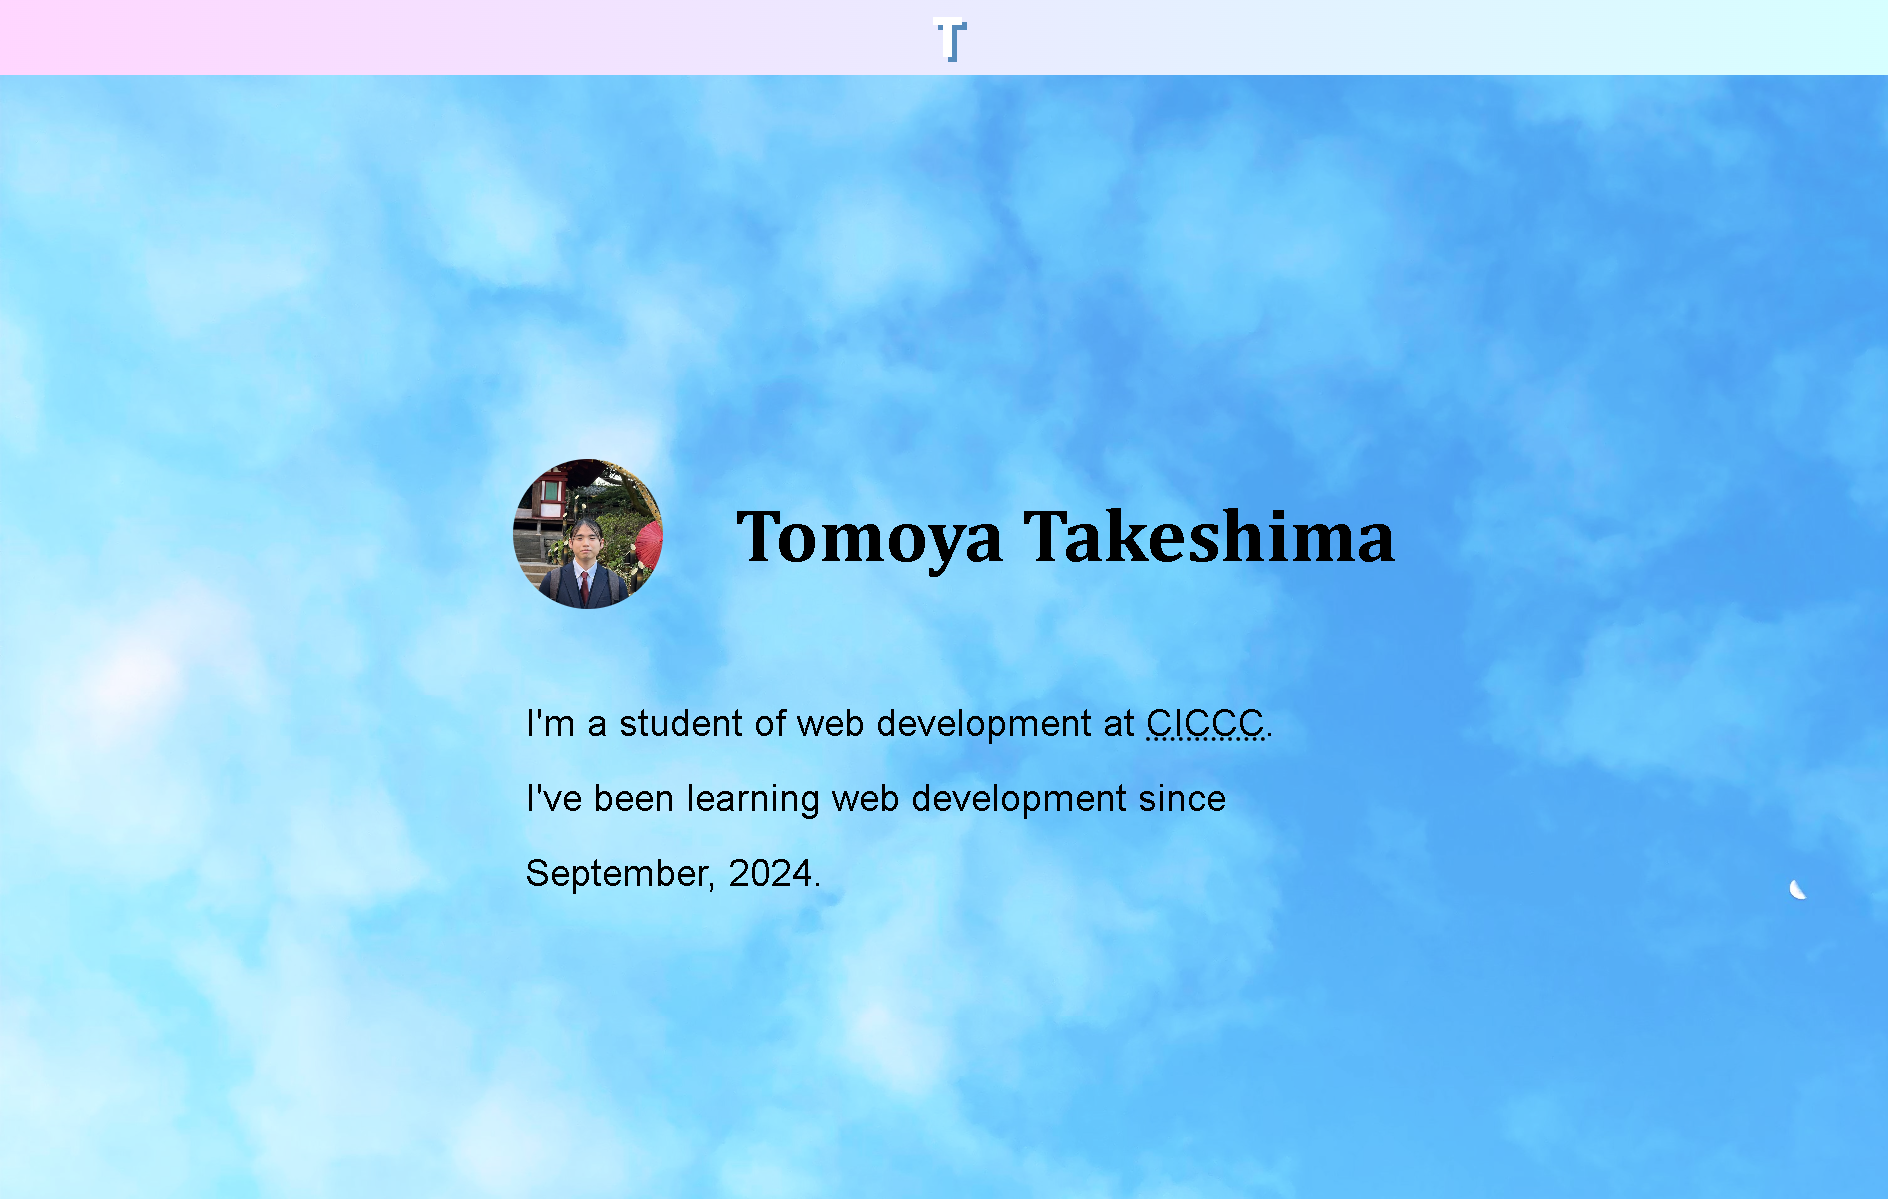 T
Tomoya Takeshima
I'm a student of web development at CICCC.
I've been learning web development since
September, 2024.